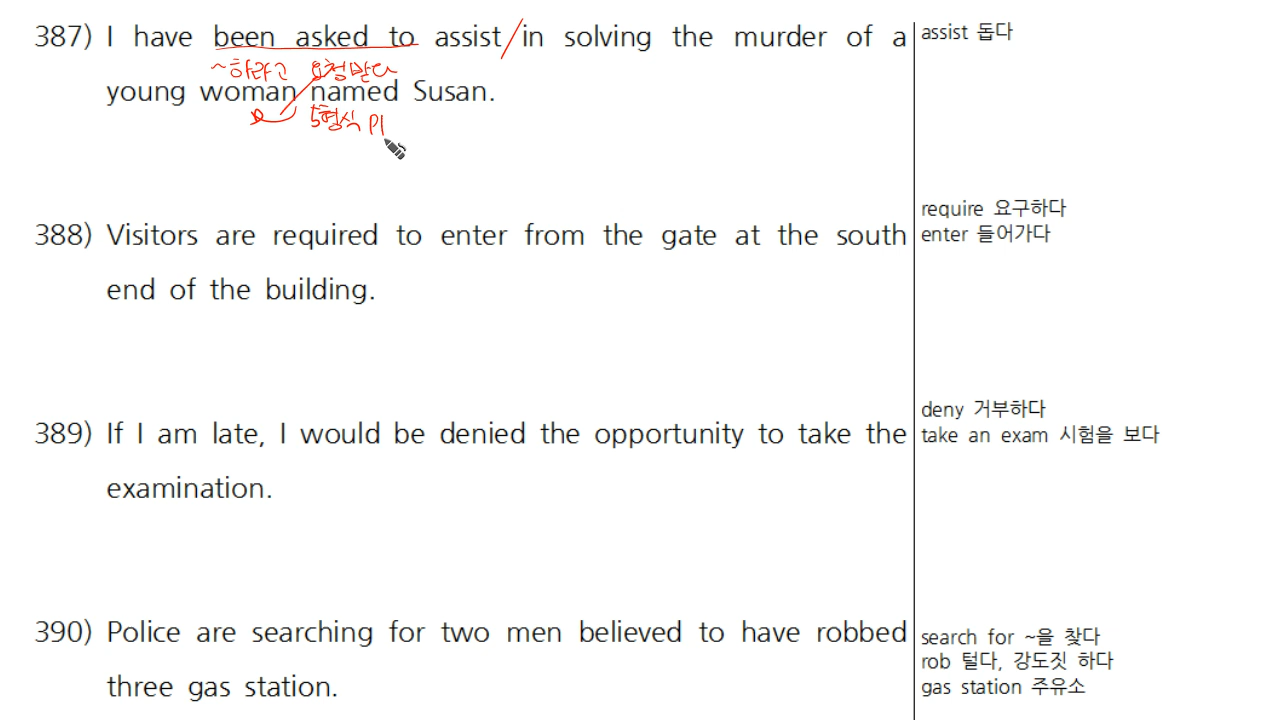 387) I have been asked to assist in solving the murder of a
~하라고 요청받다
young woman named Susan.
5형식
388) Visitors are required to enter from the gate at the south
end of the building.
389) If I am late, I would be denied the opportunity to take the
examination.
390) Police are searching for two men believed to have robbed
three gas station.
assist 돕다
require 요구하다
enter 들어가다
deny 거부하다
take an exam 시험을 보다
search for ~을 찾다
rob 털다, 강도짓 하다
gas station 주유소